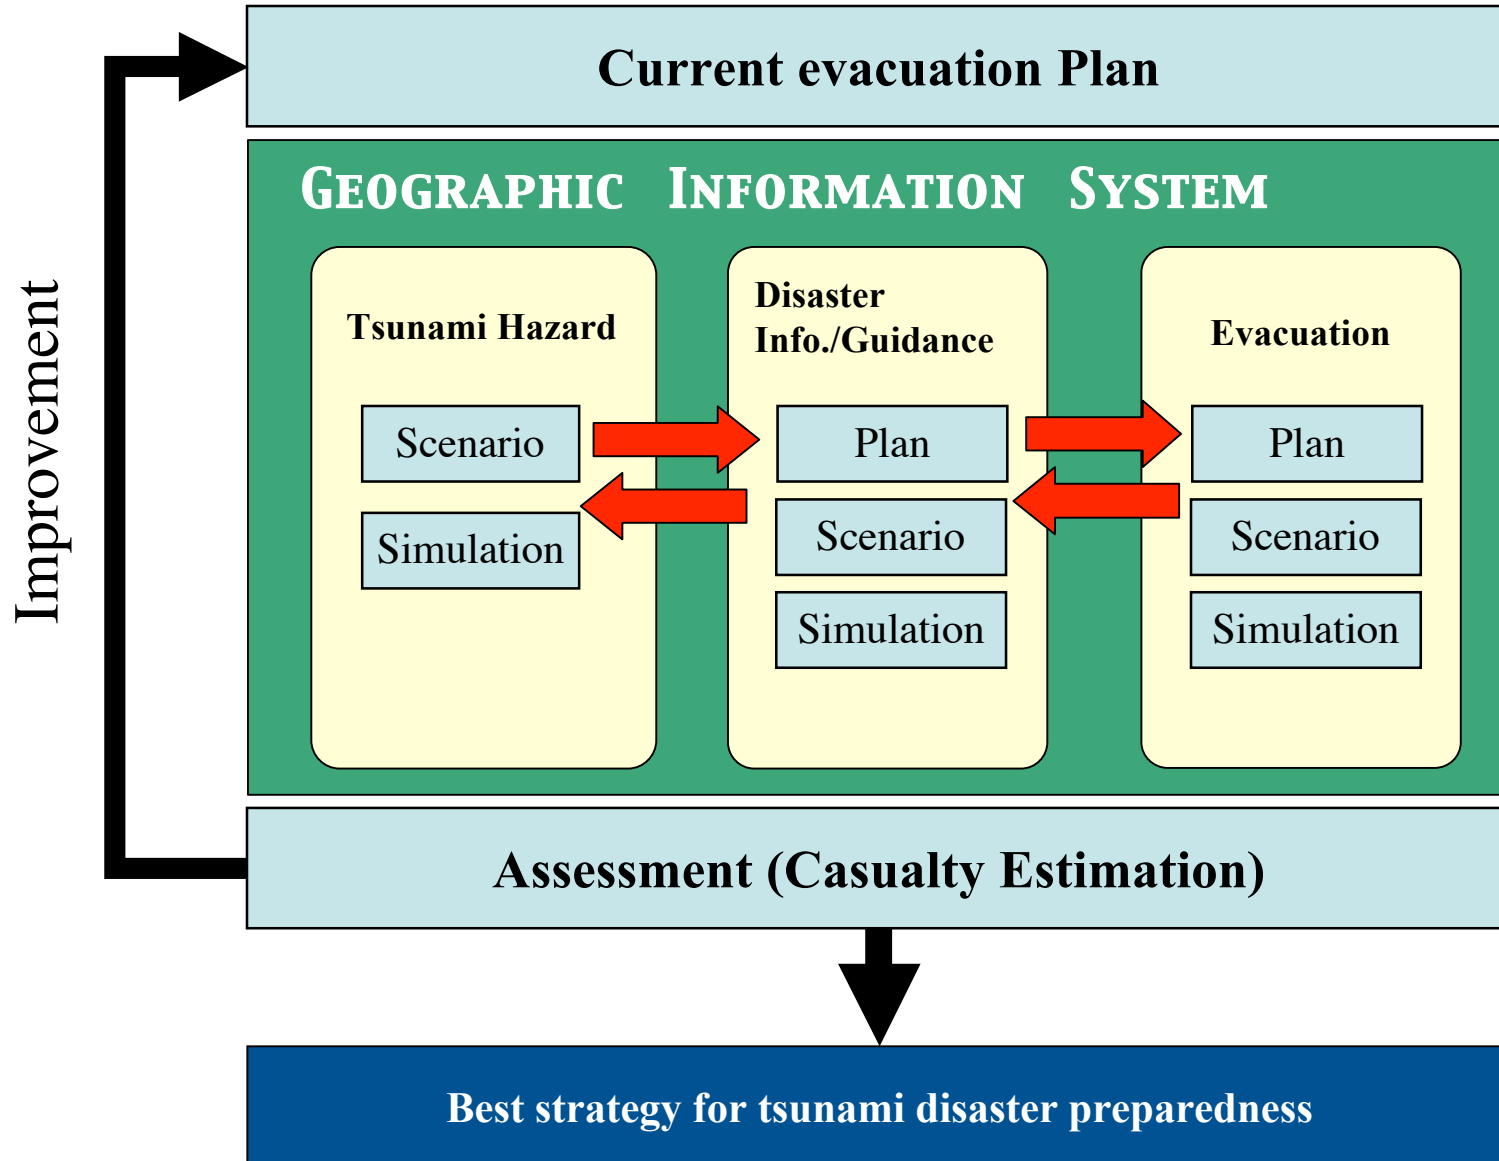 Current evacuation Plan
GEOGRAPHIC INFORMATION SYSTEM
Improvement
Tsunami Hazard
Scenario
Simulation
Disaster
Info./Guidance
Plan
Scenario
Simulation
Evacuation
Plan
Scenario
Simulation
Assessment (Casualty Estimation)
Best strategy for tsunami disaster preparedness